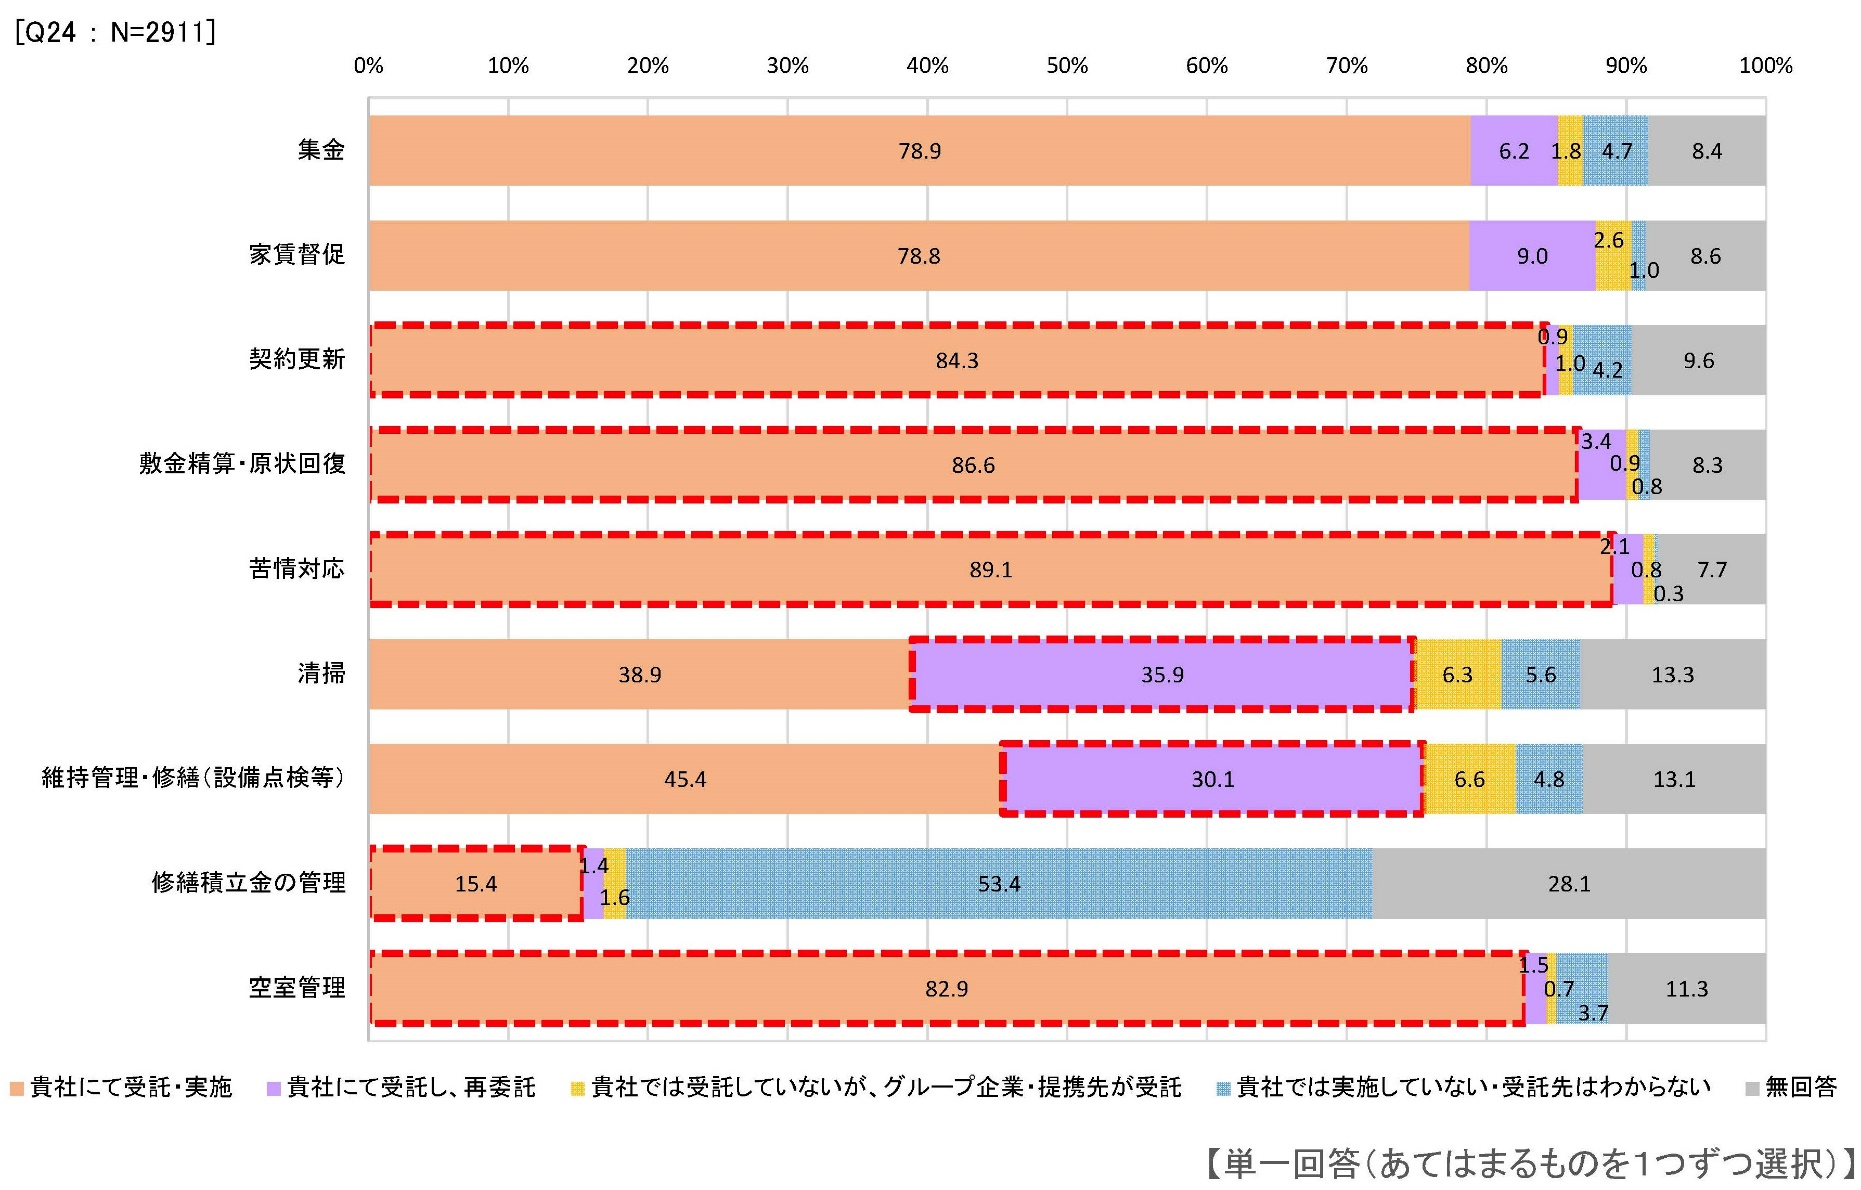 [Q24 : N=2911]
0% 10% 20% 30% 40% 50% 60% 70% 80% 90% 100%
集金 78.9 6.2 1.8 4.7 8.4
家賃督促 78.8 9.0 2.6 1.0 8.6
契約更新 84.3 0.9 1.0 4.2 9.6
敷金精算・原状回復 86.6 3.4 0.9 0.8 8.3
苦情対応 89.1 2.1 0.8 0.3 7.7
清掃 38.9 35.9 6.3 5.6 13.3
維持管理・修繕(設備点検等) 45.4 30.1 6.6 4.8 13.1
修繕積立金の管理 15.4 1.4 1.6 53.4 28.1
空室管理 82.9 1.5 0.7 3.7 11.3
貴社にて受託・実施 貴社にて受託し、再委託 貴社では受託していないが、グループ企業・提携先が受託 貴社では実施していない・受託先はわからない 無回答
【単一回答(あてはまるものを1つずつ選択)】